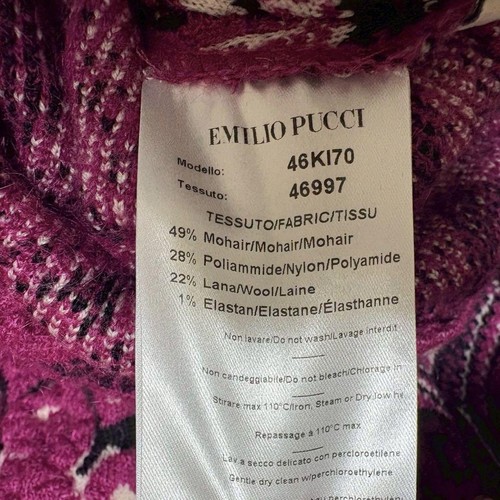 EMILIO PUCCI
Modello: 46KI70
Tessuto: 46997
TESSUTO/FABRIC/TISSU
49% Mohair/Mohair/Mohair
28% Poliammide/Nylon/Polyamide
22% Lana/Wool/Laine
1% Elastan/Elastane/Élasthanne
Non lavare/Do not wash/Lavage interdit
Non candeggiabile/Do not bleach/Chlorage in
Stirare max 110°C/Iron, Steam or Dry low he
Repassage à 110°C max
Lav a secco delicato con percloroetilene
Gentle dry clean w/perchloroethylene